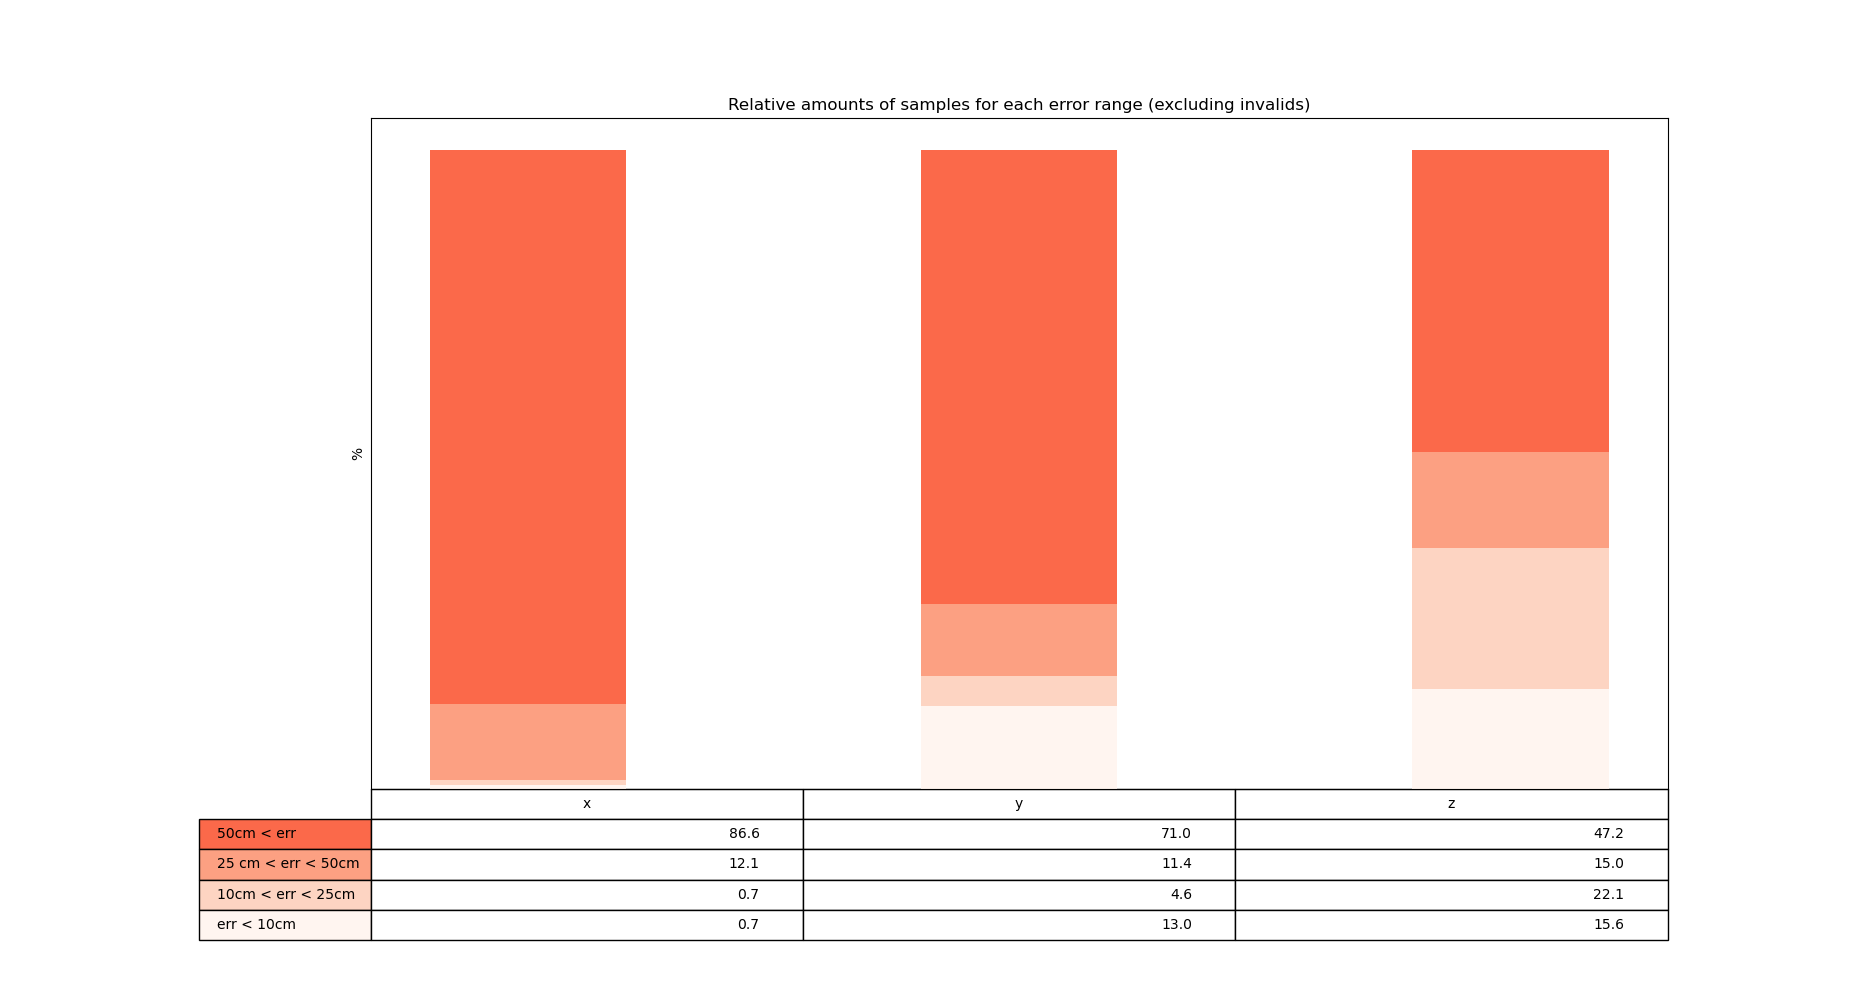 Relative amounts of samples for each error range (excluding invalids)
%
x y z
50cm < err 86.6 71.0 47.2
25 cm < err < 50cm 12.1 11.4 15.0
10cm < err < 25cm 0.7 4.6 22.1
err < 10cm 0.7 13.0 15.6